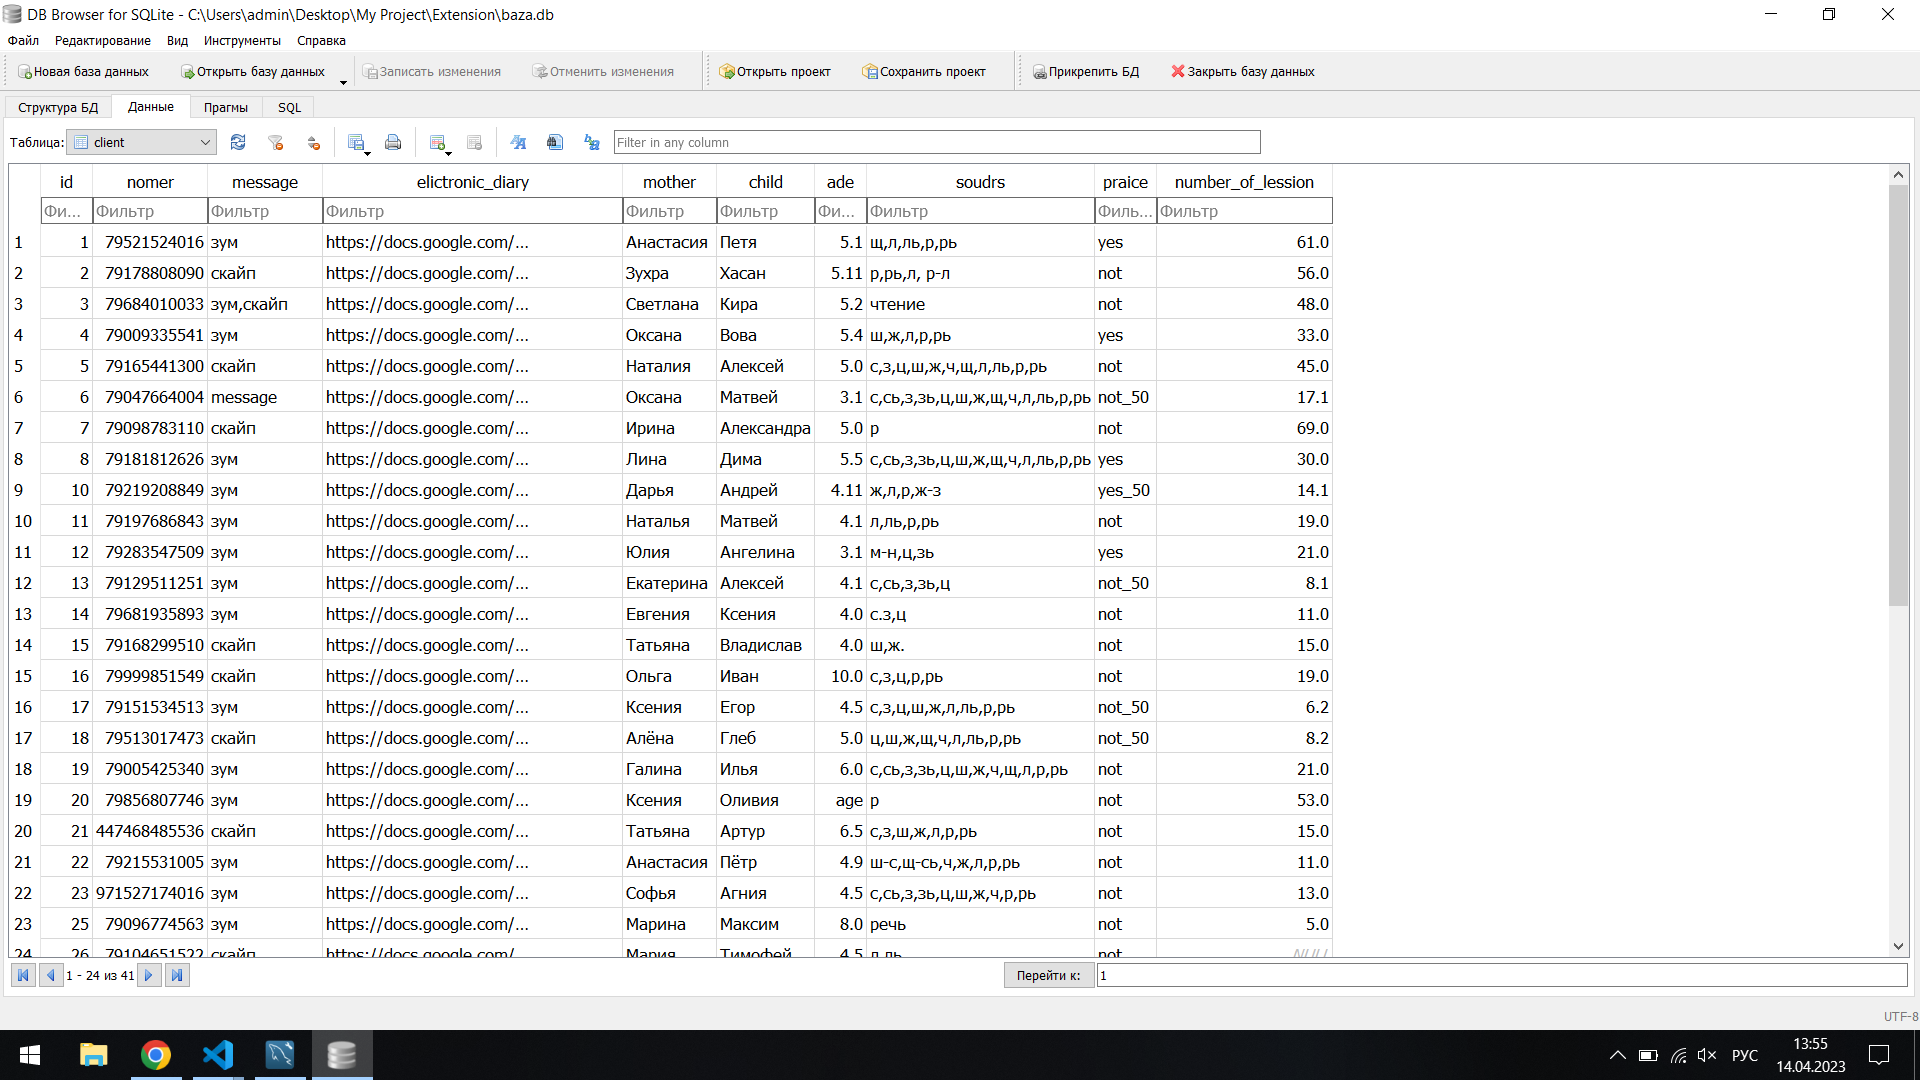 DB Browser for SQLite - C:\Users\admin\Desktop\My Project\Extension\baza.db
Файл Редактирование Вид Инструменты Справка
Новая база данных Открыть базу данных Записать изменения Отменить изменения Открыть проект Сохранить проект Прикрепить БД Закрыть базу данных
Структура БД Данные Прагмы SQL
Таблица: client Filter in any column
id nomer message elictronic_diary mother child ade soudrs praice number_of_lession
Фи... Фильтр Фильтр Фильтр Фильтр Фильтр Фи... Фильтр Филь... Фильтр
1 1 79521524016 зум https://docs.google.com/... Анастасия Петя 5.1 щ,л,ль,р,рь yes 61.0
2 2 79178808090 скайп https://docs.google.com/... Зухра Хасан 5.11 р,рь,л, р-л not 56.0
3 3 79684010033 зум,скайп https://docs.google.com/... Светлана Кира 5.2 чтение not 48.0
4 4 79009335541 зум https://docs.google.com/... Оксана Вова 5.4 ш,ж,л,р,рь yes 33.0
5 5 79165441300 скайп https://docs.google.com/... Наталия Алексей 5.0 с,з,ц,ш,ж,ч,щ,л,ль,р,рь not 45.0
6 6 79047664004 message https://docs.google.com/... Оксана Матвей 3.1 с,сь,з,зь,ц,ш,ж,щ,ч,л,ль,р,рь not_50 17.1
7 7 79098783110 скайп https://docs.google.com/... Ирина Александра 5.0 р not 69.0
8 8 79181812626 зум https://docs.google.com/... Лина Дима 5.5 с,сь,з,зь,ц,ш,ж,щ,ч,л,ль,р,рь yes 30.0
9 10 79219208849 зум https://docs.google.com/... Дарья Андрей 4.11 ж,л,р,ж-з yes_50 14.1
10 11 79197686843 зум https://docs.google.com/... Наталья Матвей 4.1 л,ль,р,рь not 19.0
11 12 79283547509 зум https://docs.google.com/... Юлия Ангелина 3.1 м-н,ц,зь yes 21.0
12 13 79129511251 зум https://docs.google.com/... Екатерина Алексей 4.1 с,сь,з,зь,ц not_50 8.1
13 14 79681935893 зум https://docs.google.com/... Евгения Ксения 4.0 с.з,ц not 11.0
14 15 79168299510 скайп https://docs.google.com/... Татьяна Владислав 4.0 ш,ж. not 15.0
15 16 79999851549 скайп https://docs.google.com/... Ольга Иван 10.0 с,з,ц,р,рь not 19.0
16 17 79151534513 зум https://docs.google.com/... Ксения Егор 4.5 с,з,ц,ш,ж,л,ль,р,рь not_50 6.2
17 18 79513017473 скайп https://docs.google.com/... Алёна Глеб 5.0 ц,ш,ж,щ,ч,л,ль,р,рь not_50 8.2
18 19 79005425340 зум https://docs.google.com/... Галина Илья 6.0 с,сь,з,зь,ц,ш,ж,ч,щ,л,р,рь not 21.0
19 20 79856807746 зум https://docs.google.com/... Ксения Оливия age р not 53.0
20 21 447468485536 скайп https://docs.google.com/... Татьяна Артур 6.5 с,з,ш,ж,л,р,рь not 15.0
21 22 79215531005 зум https://docs.google.com/... Анастасия Пётр 4.9 ш-с,щ-сь,ч,ж,л,р,рь not 11.0
22 23 971527174016 зум https://docs.google.com/... Софья Агния 4.5 с,сь,з,зь,ц,ш,ж,ч,р,рь not 13.0
23 25 79096774563 зум https://docs.google.com/... Марина Максим 8.0 речь not 5.0
24 26 79104651522 скайп https://docs.google.com/... Мария Тимофей 4.5 л,ль not NULL
1 - 24 из 41 Перейти к: 1
UTF-8
РУС 13:55
14.04.2023